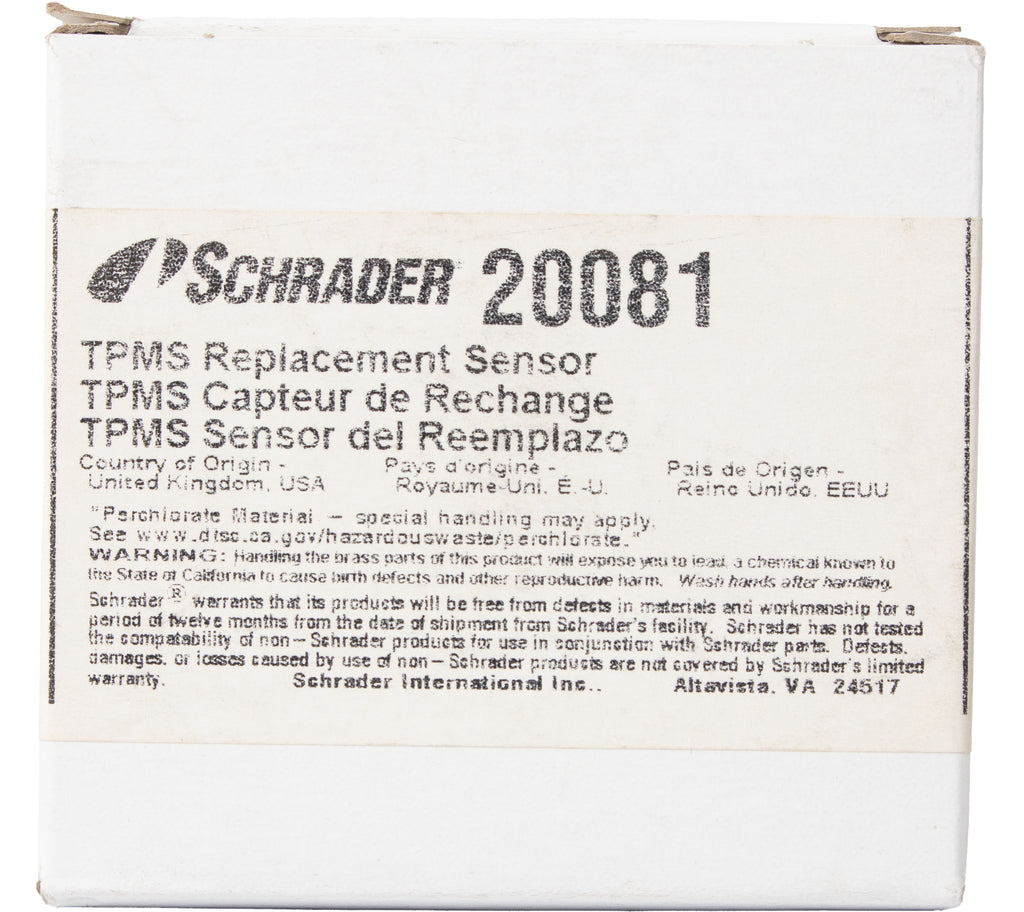 SCHRADER 20081
TPMS Replacement Sensor
TPMS Capteur de Rechange
TPMS Sensor del Reemplazo
Country of Origin - Pays d'origine - Pais de Origen -
United Kingdom, USA Royaume-Uni, É.-U. Reino Unido, EEUU
"Perchlorate Material — special handling may apply.
See www.dtsc.ca.gov/hazardouswaste/perchlorate."
WARNING: Handling the brass parts of this product will expose you to lead, a chemical known to
the State of California to cause birth defects and other reproductive harm. Wash hands after handling.
Schrader® warrants that its products will be free from defects in materials and workmanship for a
period of twelve months from the date of shipment from Schrader's facility. Schrader has not tested
the compatability of non–Schrader products for use in conjunction with Schrader parts. Defects,
damages, or losses caused by use of non–Schrader products are not covered by Schrader's limited
warranty. Schrader International Inc.. Altavista, VA 24517